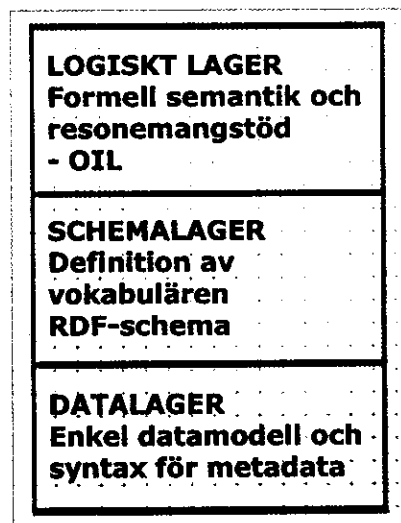 LOGISKT LAGER
Formell semantik och
resonemangstöd
- OIL
SCHEMALAGER
Definition av
vokabulären
RDF-schema
DATALAGER
Enkel datamodell och
syntax för metadata